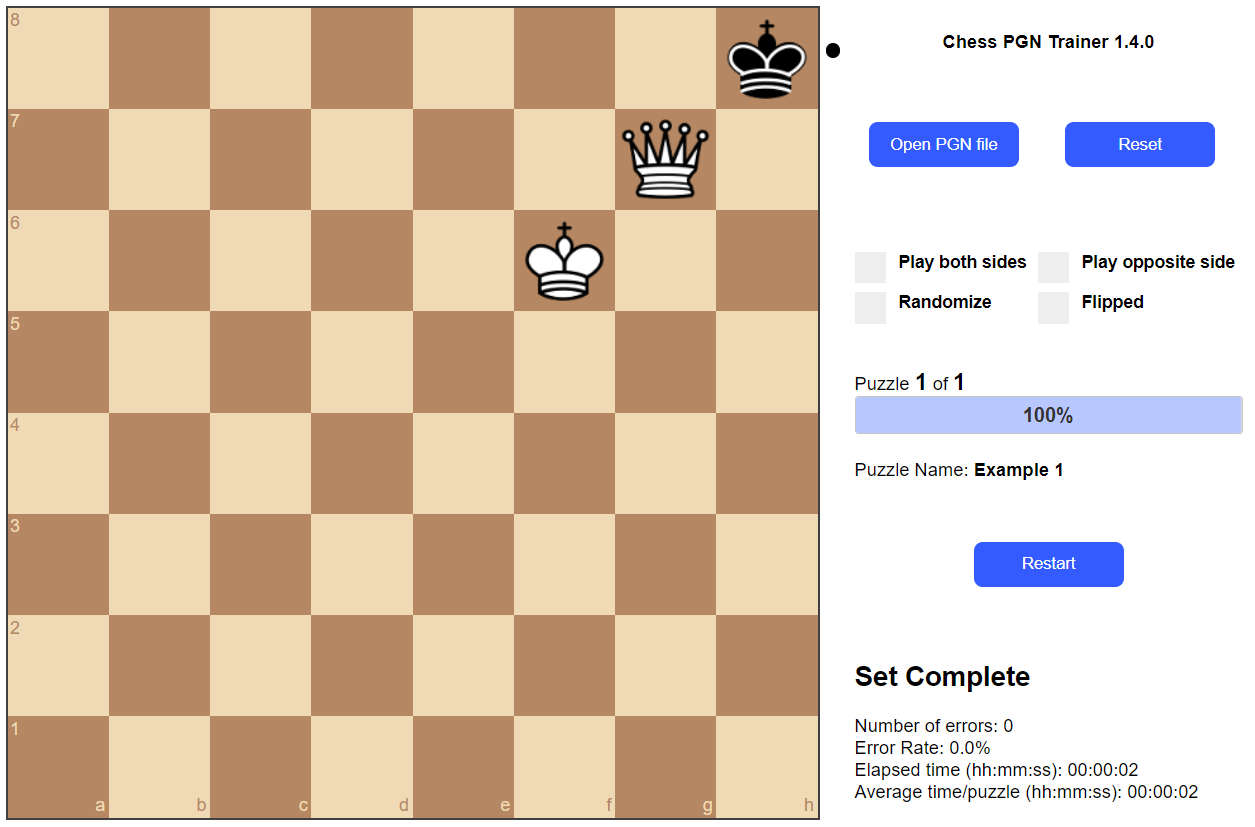 8
7
6
5
4
3
2
1
a b c d e f g h
Chess PGN Trainer 1.4.0
Open PGN file
Reset
Play both sides
Play opposite side
Randomize
Flipped
Puzzle 1 of 1
100%
Puzzle Name: Example 1
Restart
Set Complete
Number of errors: 0
Error Rate: 0.0%
Elapsed time (hh:mm:ss): 00:00:02
Average time/puzzle (hh:mm:ss): 00:00:02